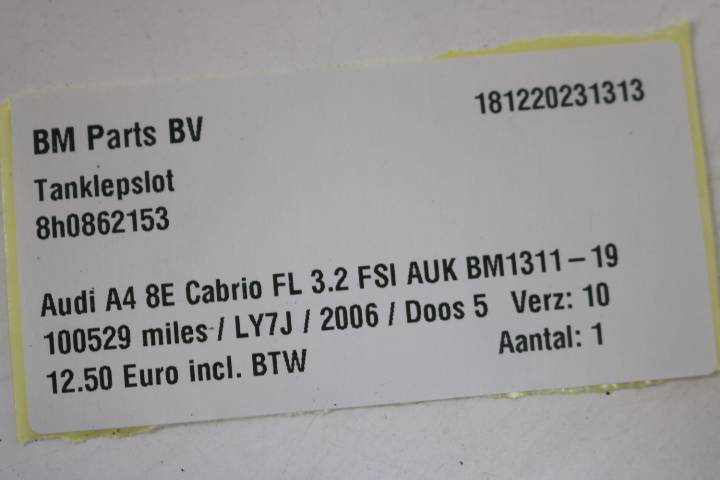 BM Parts BV 181220231313
Tanklepslot
8h0862153
Audi A4 8E Cabrio FL 3.2 FSI AUK BM1311-19
100529 miles / LY7J / 2006 / Doos 5 Verz: 10
12.50 Euro incl. BTW Aantal: 1